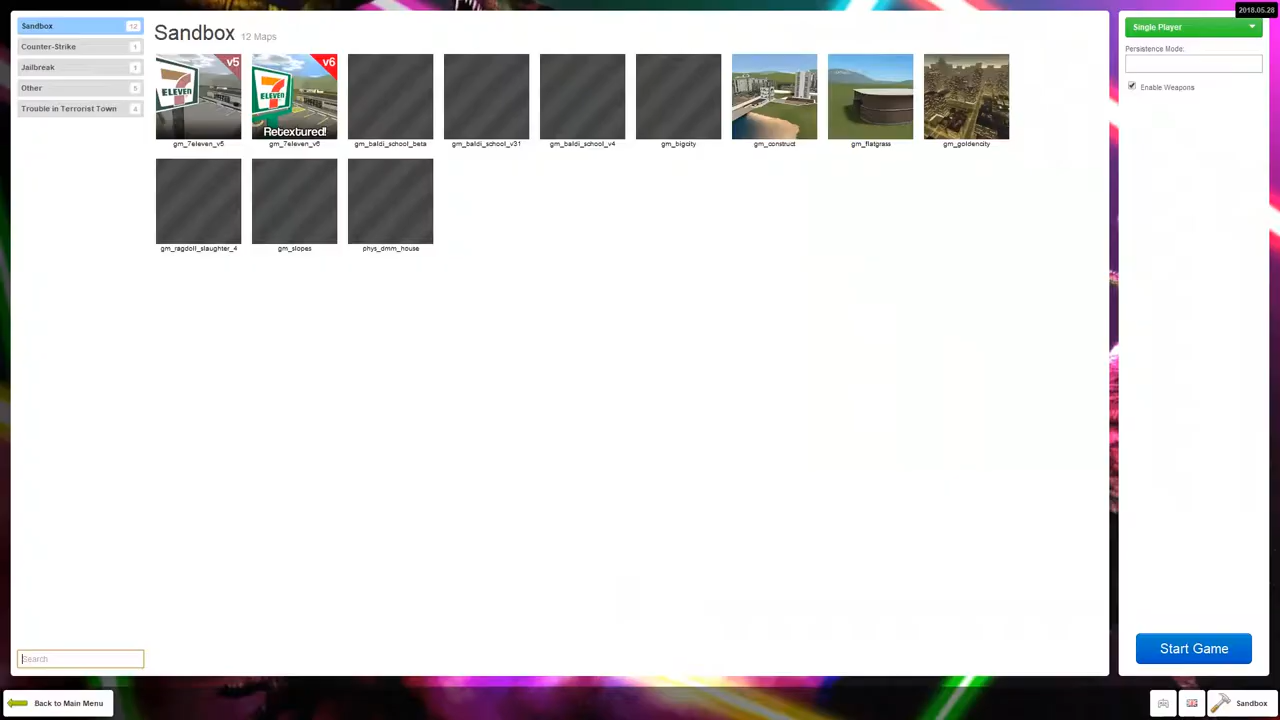 2018.05.28
Sandbox 12
Counter-Strike 1
Jailbreak 1
Other 5
Trouble in Terrorist Town 4
Search
Sandbox 12 Maps
v5
ELEVEN
v6
ELEVEN
Retextured!
gm_7eleven_v5
gm_7eleven_v6
gm_baldi_school_beta
gm_baldi_school_v31
gm_baldi_school_v4
gm_bigcity
gm_construct
gm_flatgrass
gm_goldencity
gm_ragdoll_slaughter_4
gm_slopes
phys_dmm_house
Single Player
Persistence Mode:
Enable Weapons
Start Game
Back to Main Menu
Sandbox